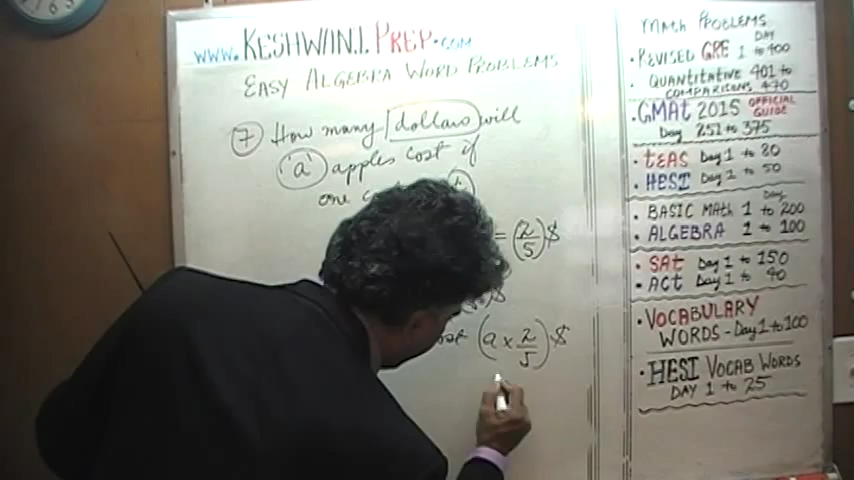 www.KESHWANI PREP.COM
EASY ALGEBRA WORD PROBLEMS
7 How many dollars will
'a' apples cost if
one
= (2/5)$
)$
cost (a × 2/5)$
MATH PROBLEMS
DAY
• REVISED GRE 1 to 400
• QUANTITATIVE 401 to
COMPARISONS 470
• GMAT 2015 OFFICIAL GUIDE
Day 251 to 375
• TEAS Day 1 to 80
• HESI Day 1 to 50
Day
• BASIC MATH 1 to 200
• ALGEBRA 1 to 100
• SAT Day 1 to 150
• ACT Day 1 to 90
• VOCABULARY
WORDS - Day 1 to 100
• HESI VOCAB WORDS
DAY 1 to 25